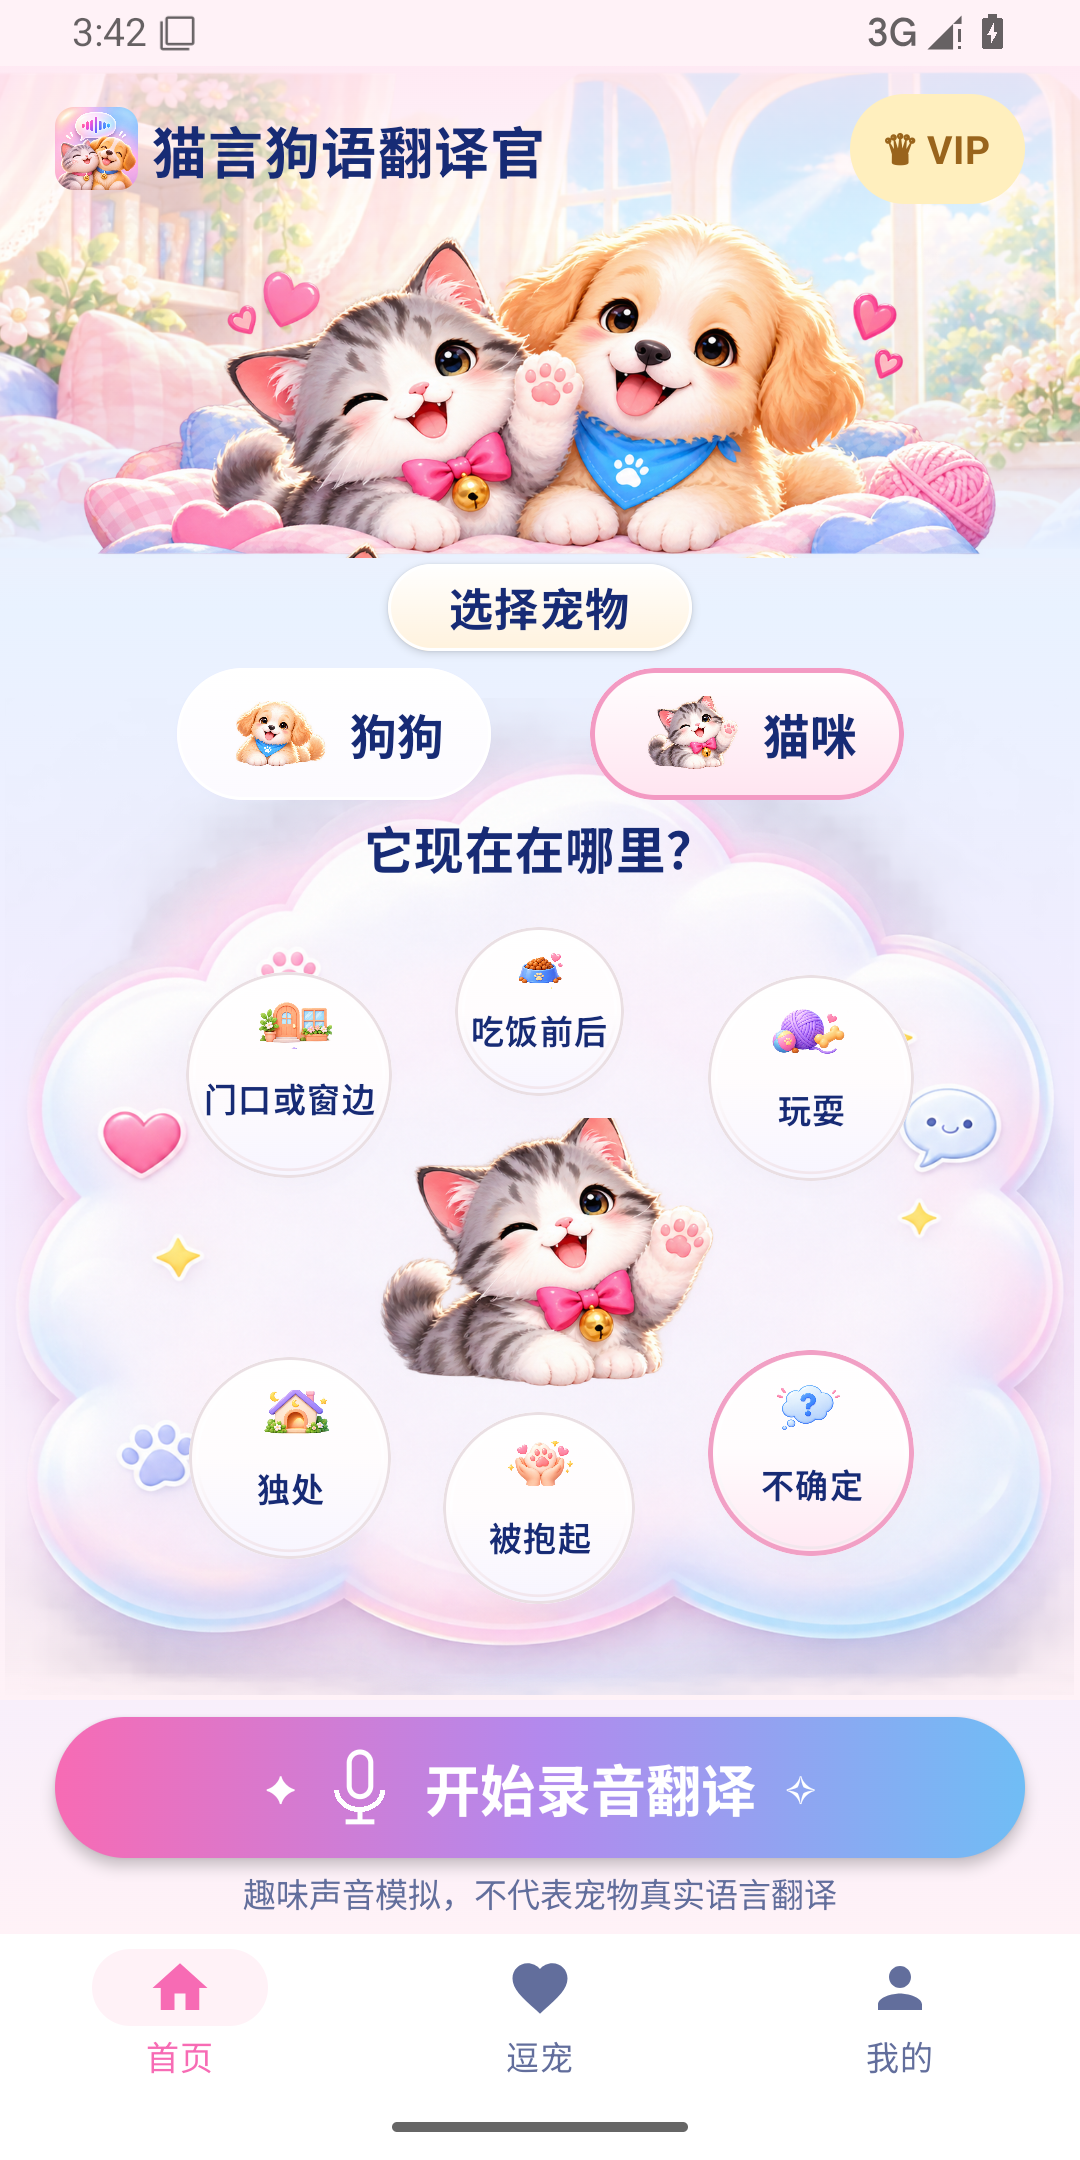 3:42
3G
猫言狗语翻译官
VIP
选择宠物
狗狗
猫咪
它现在在哪里?
吃饭前后
门口或窗边
玩耍
独处
被抱起
不确定
开始录音翻译
趣味声音模拟，不代表宠物真实语言翻译
首页
逗宠
我的